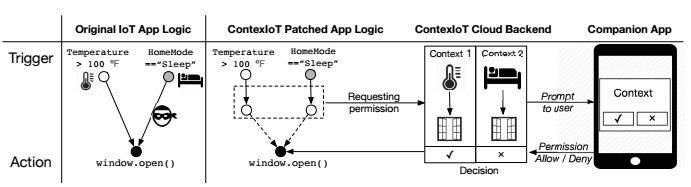 Original IoT App Logic
ContexIoT Patched App Logic
ContexIoT Cloud Backend
Companion App
Trigger
Temperature
> 100 °F
HomeMode
=="Sleep"
Temperature
> 100 °F
HomeMode
=="Sleep"
Context 1
Context 2
Requesting
permission
Prompt
to user
Context
✓
×
Permission
Allow / Deny
Action
window.open()
window.open()
✓
×
Decision